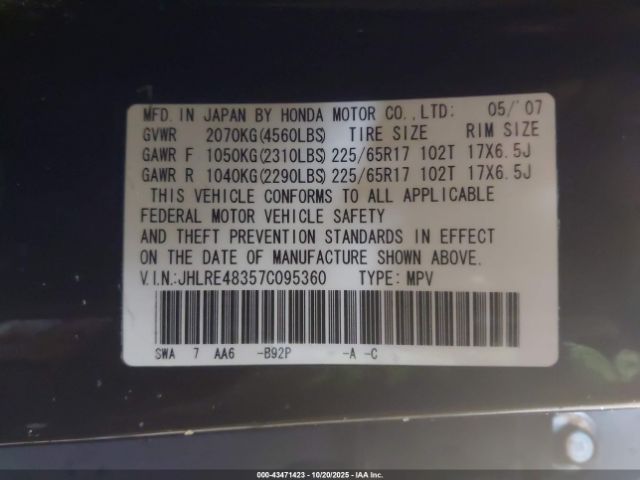 MFD. IN JAPAN BY HONDA MOTOR CO.,LTD: 05/'07
GVWR 2070KG(4560LBS) TIRE SIZE RIM SIZE
GAWR F 1050KG(2310LBS) 225/65R17 102T 17X6.5J
GAWR R 1040KG(2290LBS) 225/65R17 102T 17X6.5J
THIS VEHICLE CONFORMS TO ALL APPLICABLE
FEDERAL MOTOR VEHICLE SAFETY
AND THEFT PREVENTION STANDARDS IN EFFECT
ON THE DATE OF MANUFACTURE SHOWN ABOVE.
V.I.N.:JHLRE48357C095360 TYPE: MPV
SWA 7 AA6 -B92P -A -C
000-43471423 - 10/20/2025 - IAA Inc.